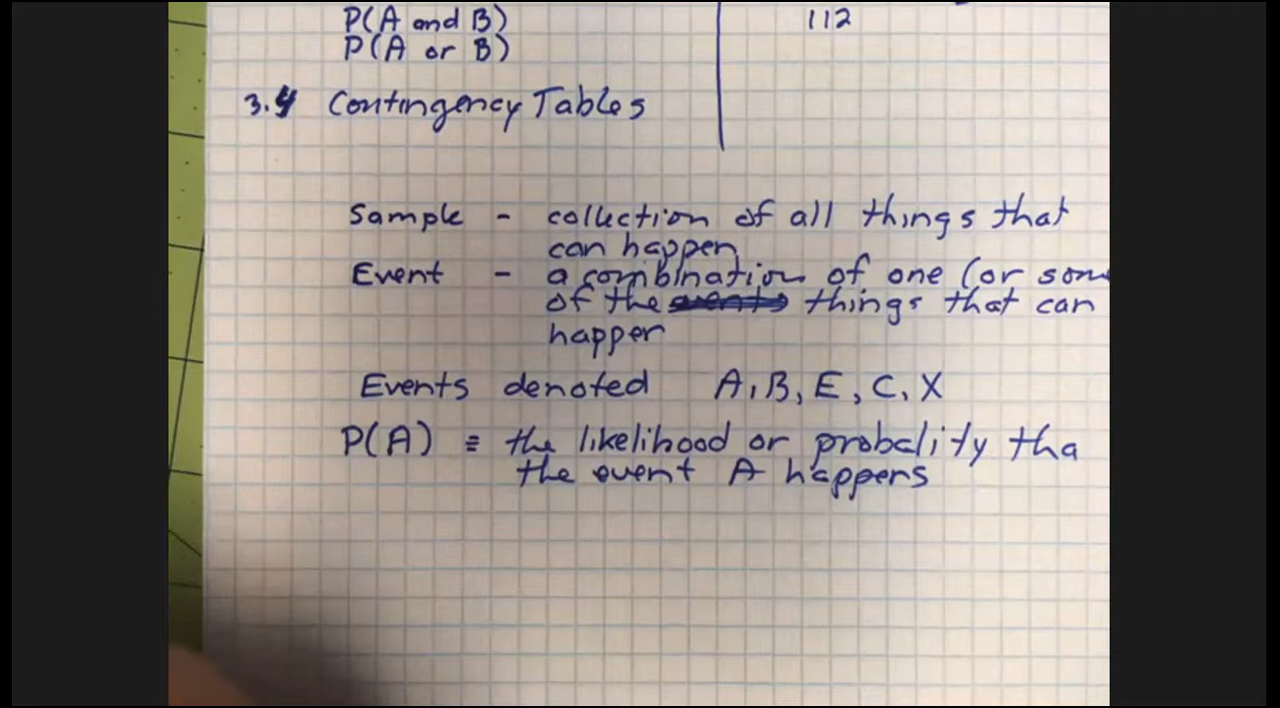 P(A and B)
112
P(A or B)
3.4 Contingency Tables
Sample - collection of all things that
can happen
Event - a combination of one (or som
of the things that can
happen
Events denoted A, B, E, C, X
P(A) ≡ the likelihood or probality tha
the event A happens